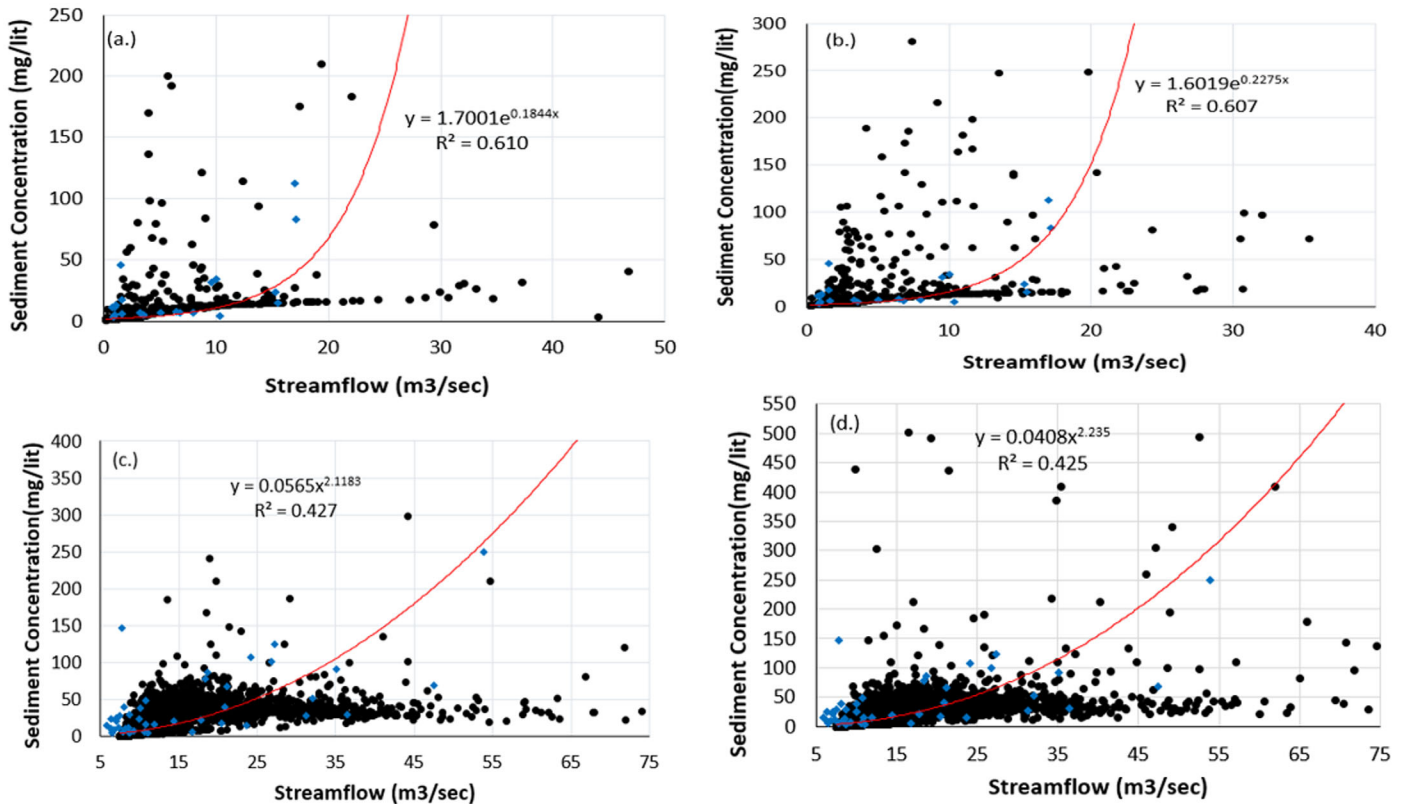 (a.)
Sediment Concentration (mg/lit)
250
200
150
100
50
0
y = 1.7001e^0.1844x
R² = 0.610
0 10 20 30 40 50
Streamflow (m3/sec)
(b.)
Sediment Concentration(mg/lit)
300
250
200
150
100
50
0
y = 1.6019e^0.2275x
R² = 0.607
0 10 20 30 40
Streamflow (m3/sec)
(c.)
Sediment Concentration(mg/lit)
400
350
300
250
200
150
100
50
0
y = 0.0565x^2.1183
R² = 0.427
5 15 25 35 45 55 65 75
Streamflow (m3/sec)
(d.)
Sediment Concentration(mg/lit)
550
500
450
400
350
300
250
200
150
100
50
0
y = 0.0408x^2.235
R² = 0.425
5 15 25 35 45 55 65 75
Streamflow (m3/sec)